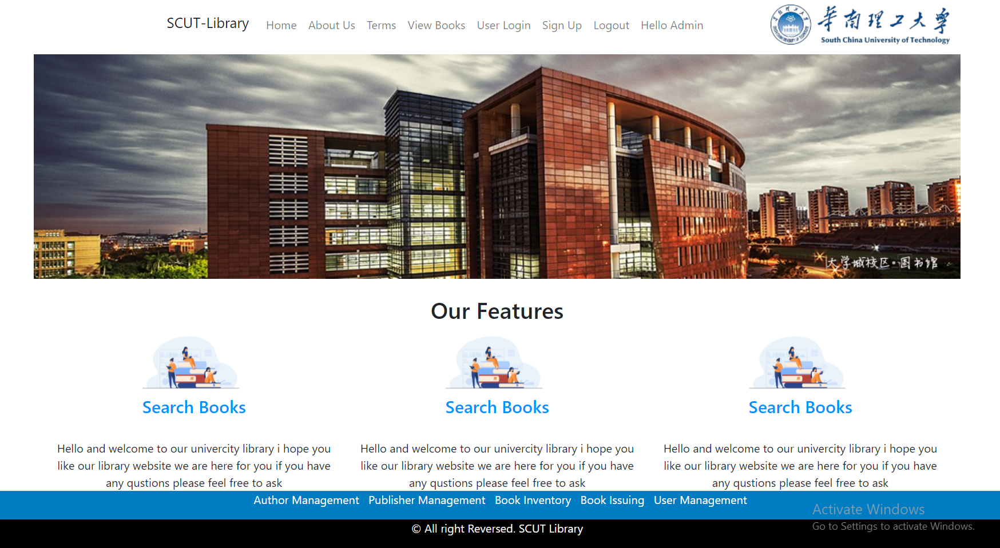 SCUT-Library Home About Us Terms View Books User Login Sign Up Logout Hello Admin
華南理工大學
South China University of Technology
大学城校区·图书馆
Our Features
Search Books Search Books Search Books
Hello and welcome to our univercity library i hope you
like our library website we are here for you if you have
any qustions please feel free to ask
Hello and welcome to our univercity library i hope you
like our library website we are here for you if you have
any qustions please feel free to ask
Hello and welcome to our univercity library i hope you
like our library website we are here for you if you have
any qustions please feel free to ask
Author Management Publisher Management Book Inventory Book Issuing User Management
Activate Windows
Go to Settings to activate Windows.
© All right Reversed. SCUT Library